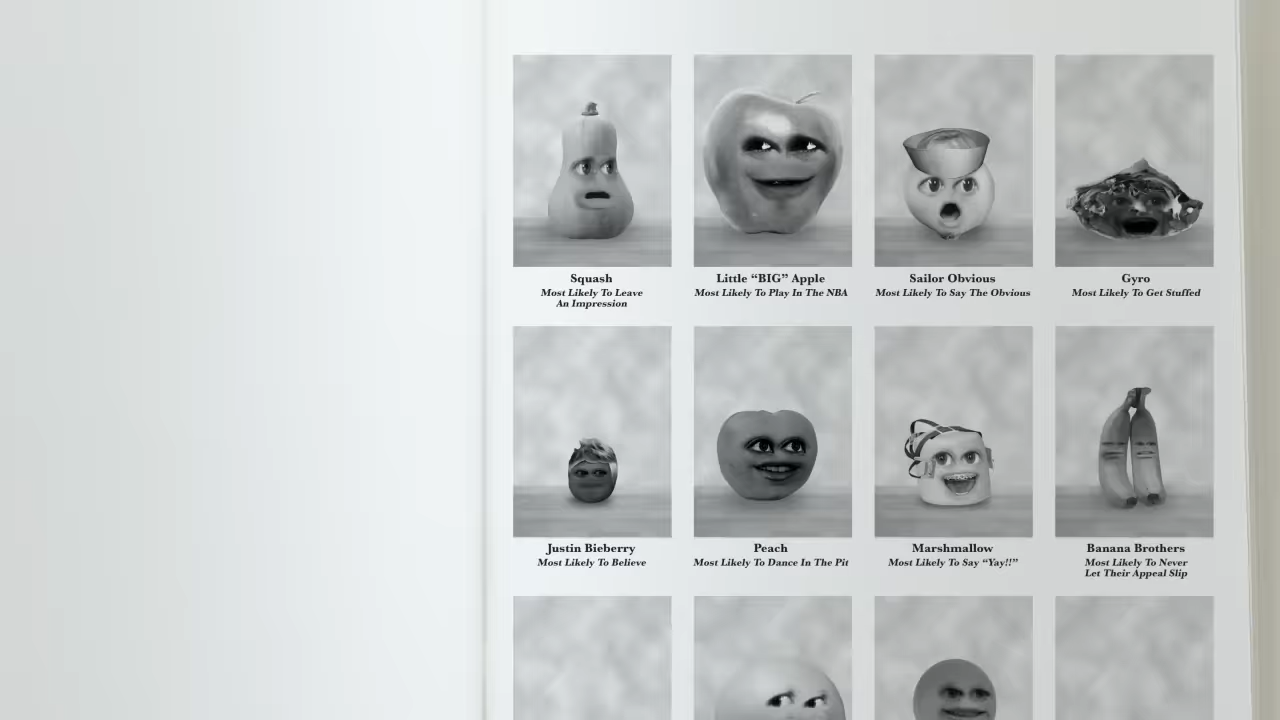 Squash
Most Likely To Leave
An Impression
Little “BIG” Apple
Most Likely To Play In The NBA
Sailor Obvious
Most Likely To Say The Obvious
Gyro
Most Likely To Get Stuffed
Justin Bieberry
Most Likely To Believe
Peach
Most Likely To Dance In The Pit
Marshmallow
Most Likely To Say “Yay!!”
Banana Brothers
Most Likely To Never
Let Their Appeal Slip